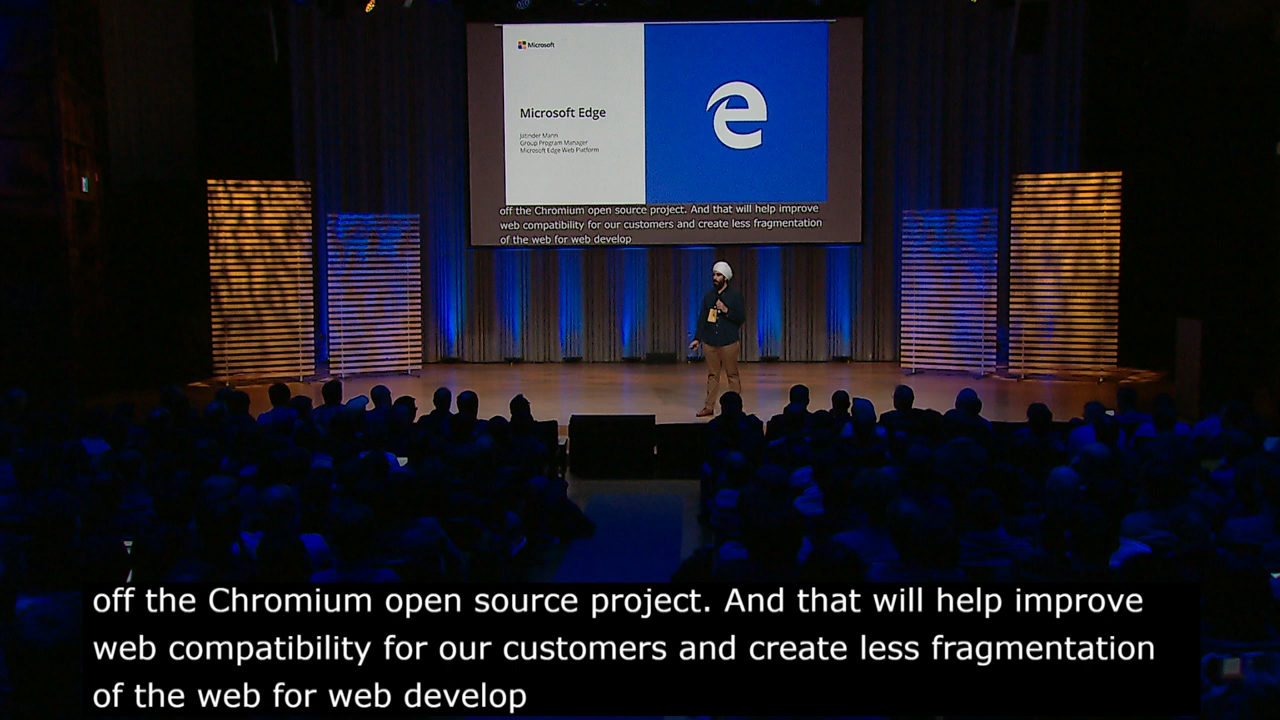 Microsoft
Microsoft Edge
Jatinder Mann
Group Program Manager
Microsoft Edge Web Platform
off the Chromium open source project. And that will help improve
web compatibility for our customers and create less fragmentation
of the web for web develop
off the Chromium open source project. And that will help improve
web compatibility for our customers and create less fragmentation
of the web for web develop